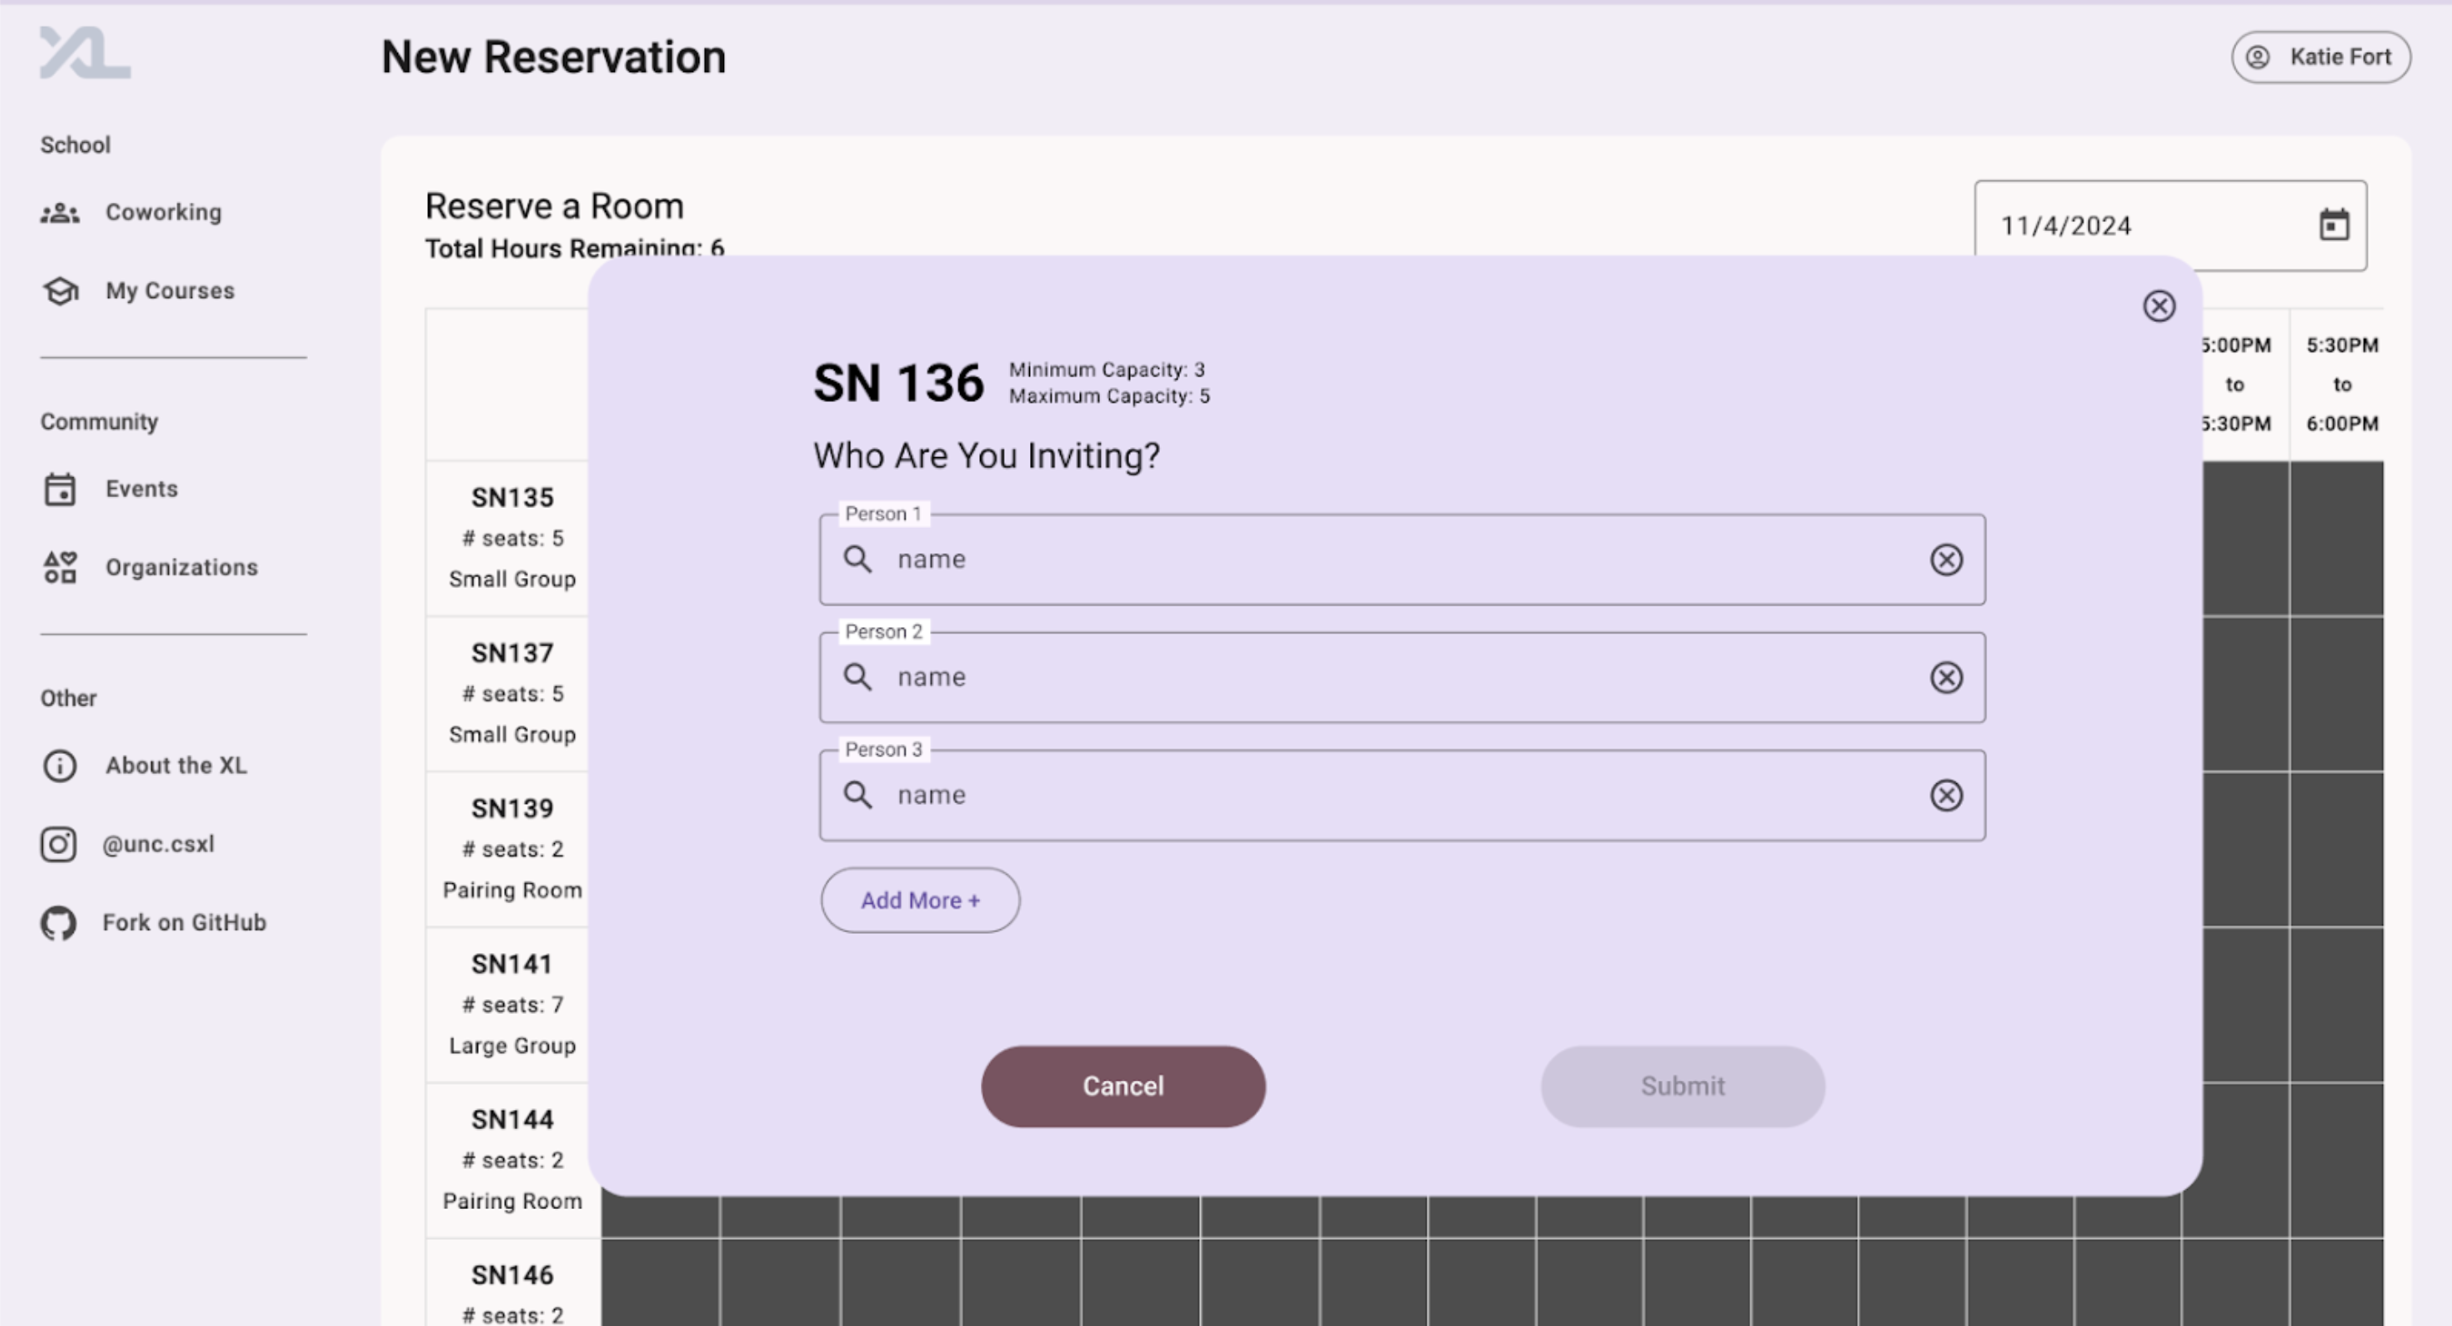 XL
New Reservation
Katie Fort
School
Coworking
My Courses
Community
Events
Organizations
Other
About the XL
@unc.csxl
Fork on GitHub
Reserve a Room
Total Hours Remaining: 6
11/4/2024
5:00PM
to
5:30PM
5:30PM
to
6:00PM
SN135
# seats: 5
Small Group
SN137
# seats: 5
Small Group
SN139
# seats: 2
Pairing Room
SN141
# seats: 7
Large Group
SN144
# seats: 2
Pairing Room
SN146
# seats: 2
SN 136
Minimum Capacity: 3
Maximum Capacity: 5
Who Are You Inviting?
Person 1
name
Person 2
name
Person 3
name
Add More +
Cancel
Submit